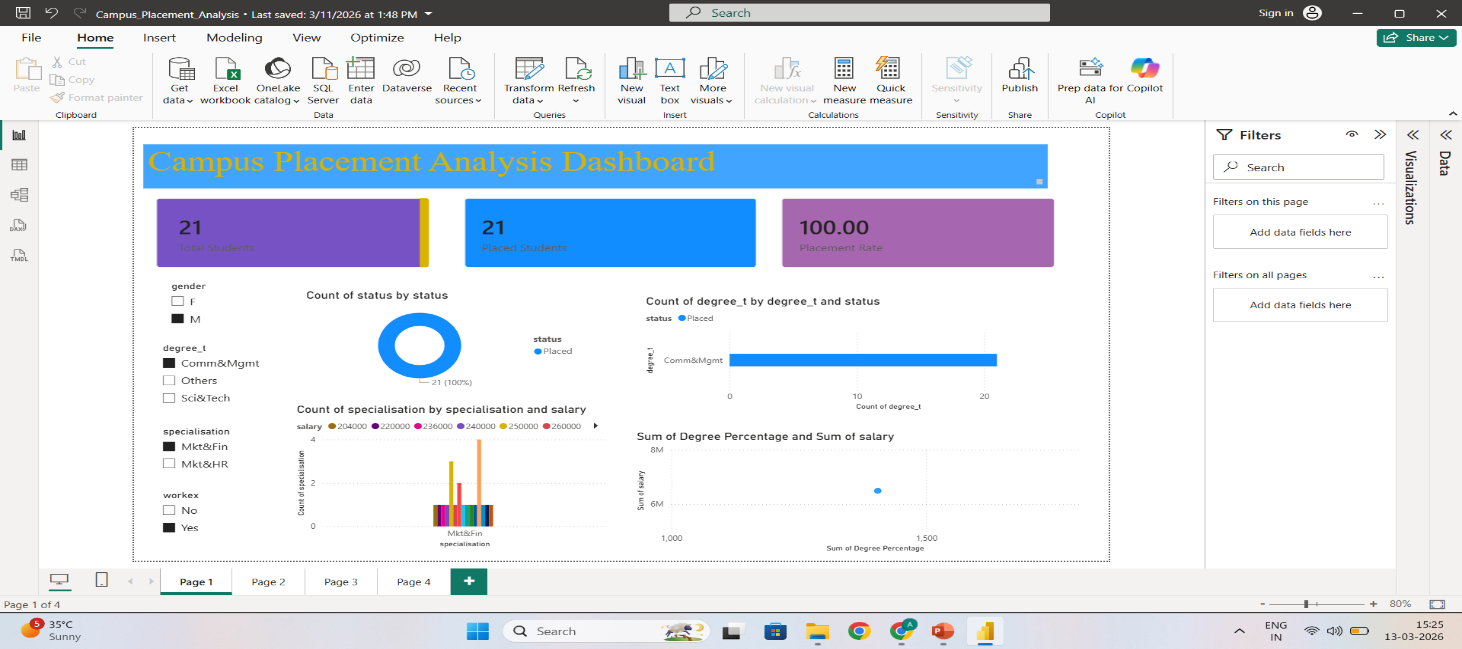 Campus_Placement_Analysis • Last saved: 3/11/2026 at 1:48 PM
Search
Sign in
File Home Insert Modeling View Optimize Help
Share
Paste
Cut
Copy
Format painter
Clipboard
Get data
Excel workbook
OneLake catalog
SQL Server
Enter data
Dataverse
Recent sources
Data
Transform data
Refresh
Queries
New visual
Text box
More visuals
Insert
New visual calculation
New measure
Quick measure
Calculations
Sensitivity
Sensitivity
Publish
Share
Prep data for AI
Copilot
Copilot
DAX
TMDL
Campus Placement Analysis Dashboard
21
Total Students
21
Placed Students
100.00
Placement Rate
gender
F
M
degree_t
Comm&Mgmt
Others
Sci&Tech
specialisation
Mkt&Fin
Mkt&HR
workex
No
Yes
Count of status by status
21 (100%)
status
Placed
Count of degree_t by degree_t and status
status Placed
degree_t
Comm&Mgmt
0 10 20
Count of degree_t
Count of specialisation by specialisation and salary
salary 204000 220000 236000 240000 250000 260000
Count of specialisation
4
2
0
Mkt&Fin
specialisation
Sum of Degree Percentage and Sum of salary
Sum of salary
8M
6M
1,000 1,500
Sum of Degree Percentage
Filters
Search
Filters on this page
Add data fields here
Filters on all pages
Add data fields here
Visualizations
Data
Page 1 Page 2 Page 3 Page 4
Page 1 of 4
80%
5
35°C
Sunny
Search
A
P
ENG
IN
15:25
13-03-2026